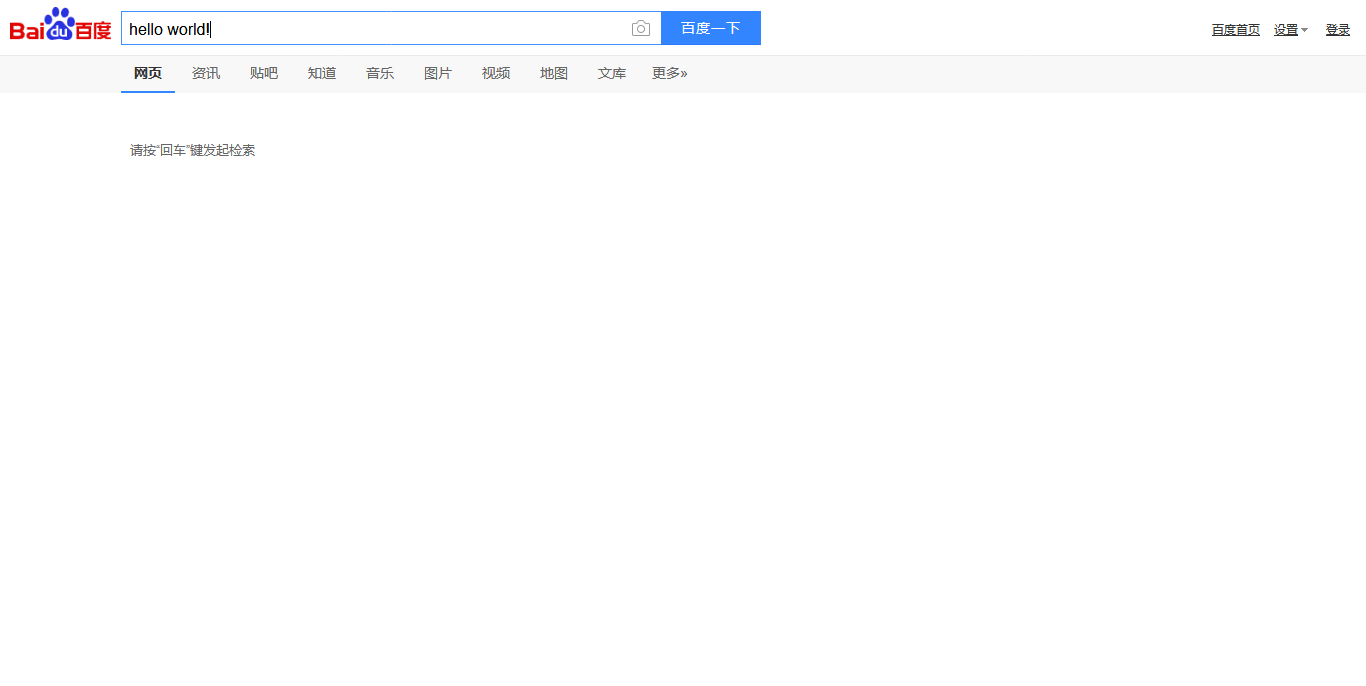 Bai du 百度 hello world! 百度一下 百度首页 设置 登录
网页 资讯 贴吧 知道 音乐 图片 视频 地图 文库 更多»
请按“回车”键发起检索